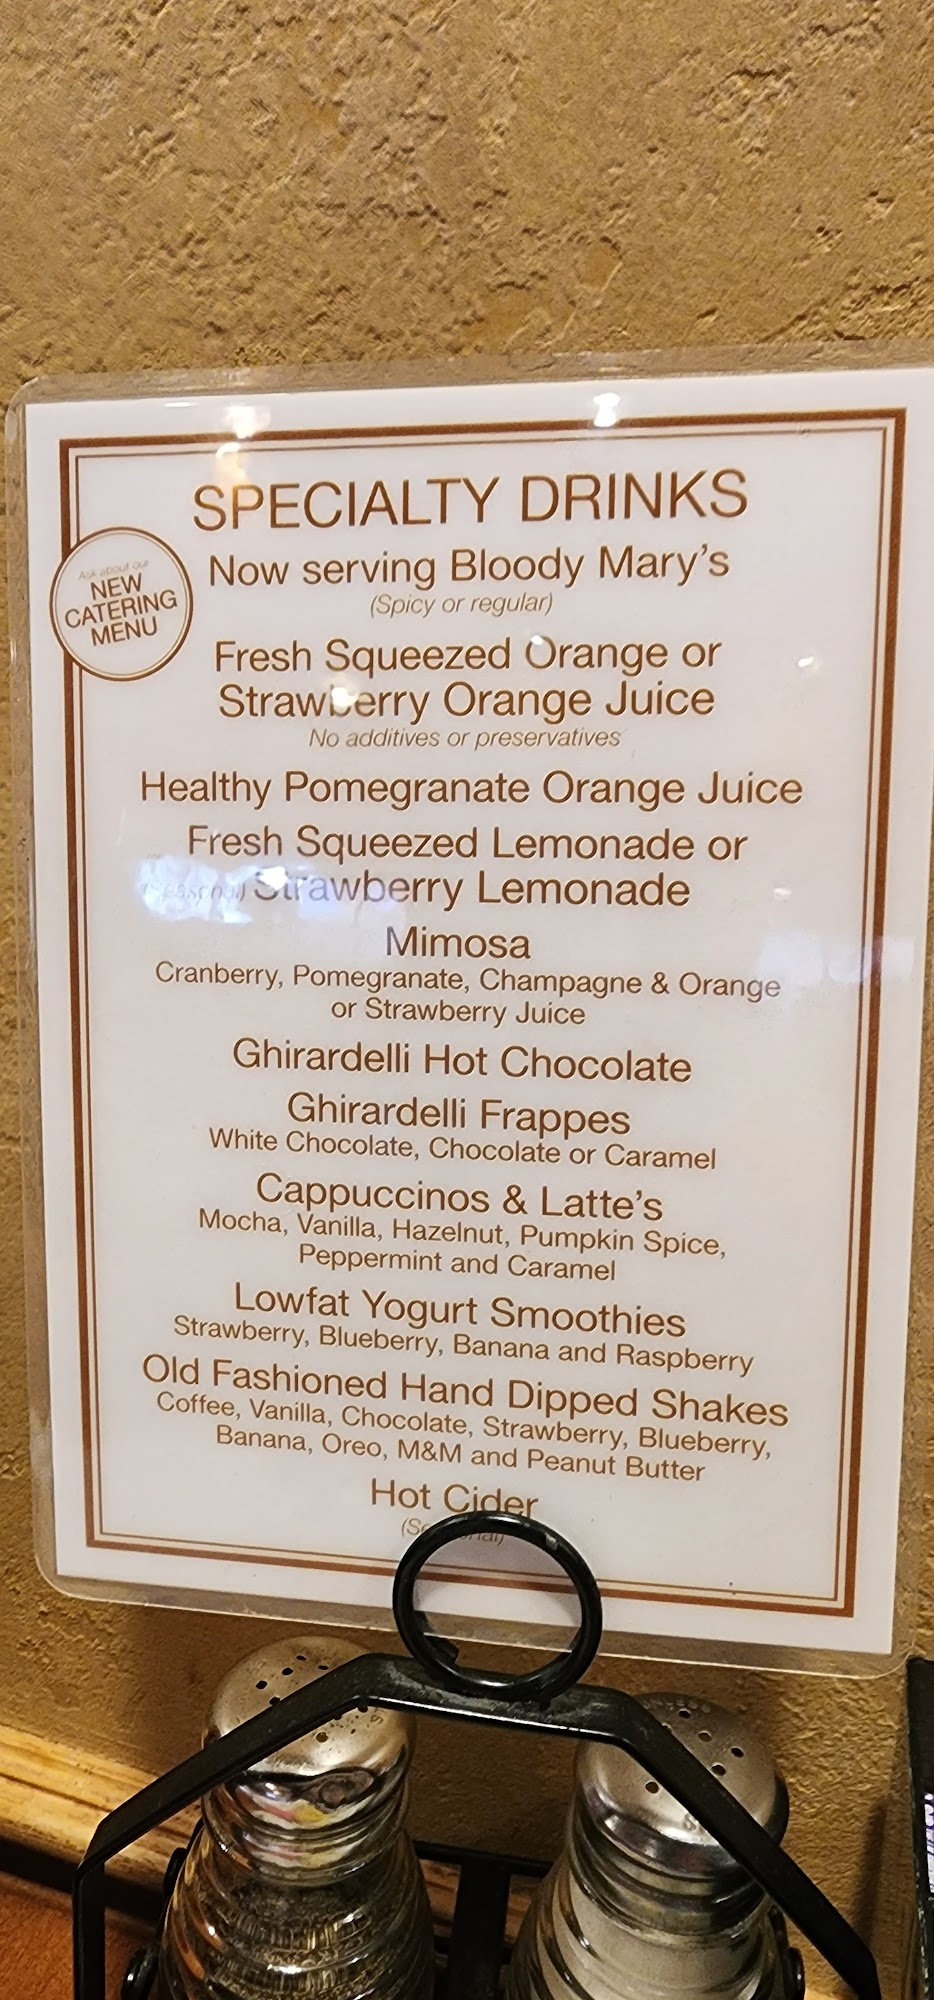 SPECIALTY DRINKS
Ask about our
NEW
CATERING
MENU
Now serving Bloody Mary's
(Spicy or regular)
Fresh Squeezed Orange or
Strawberry Orange Juice
No additives or preservatives
Healthy Pomegranate Orange Juice
Fresh Squeezed Lemonade or
(Seasonal) Strawberry Lemonade
Mimosa
Cranberry, Pomegranate, Champagne & Orange
or Strawberry Juice
Ghirardelli Hot Chocolate
Ghirardelli Frappes
White Chocolate, Chocolate or Caramel
Cappuccinos & Latte's
Mocha, Vanilla, Hazelnut, Pumpkin Spice,
Peppermint and Caramel
Lowfat Yogurt Smoothies
Strawberry, Blueberry, Banana and Raspberry
Old Fashioned Hand Dipped Shakes
Coffee, Vanilla, Chocolate, Strawberry, Blueberry,
Banana, Oreo, M&M and Peanut Butter
Hot Cider
(Seasonal)